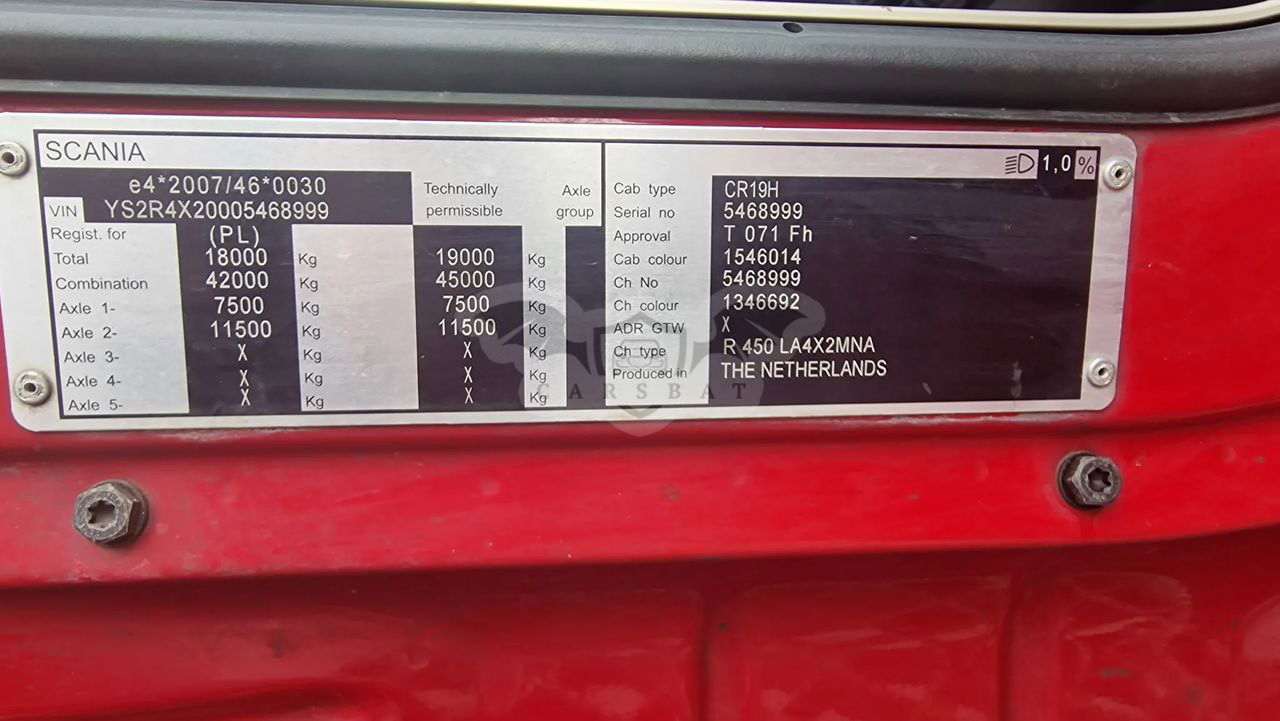 SCANIA
e4*2007/46*0030
VIN YS2R4X20005468999
Technically permissible
Axle group
Regist. for (PL)
Total 18000 Kg 19000 Kg
Combination 42000 Kg 45000 Kg
Axle 1- 7500 Kg 7500 Kg
Axle 2- 11500 Kg 11500 Kg
Axle 3- X Kg X Kg
Axle 4- X Kg X Kg
Axle 5- X Kg X Kg
1,0 %
Cab type CR19H
Serial no 5468999
Approval T 071 Fh
Cab colour 1546014
Ch No 5468999
Ch colour 1346692
ADR GTW X
Ch type R 450 LA4X2MNA
Produced in THE NETHERLANDS
CARSBAT